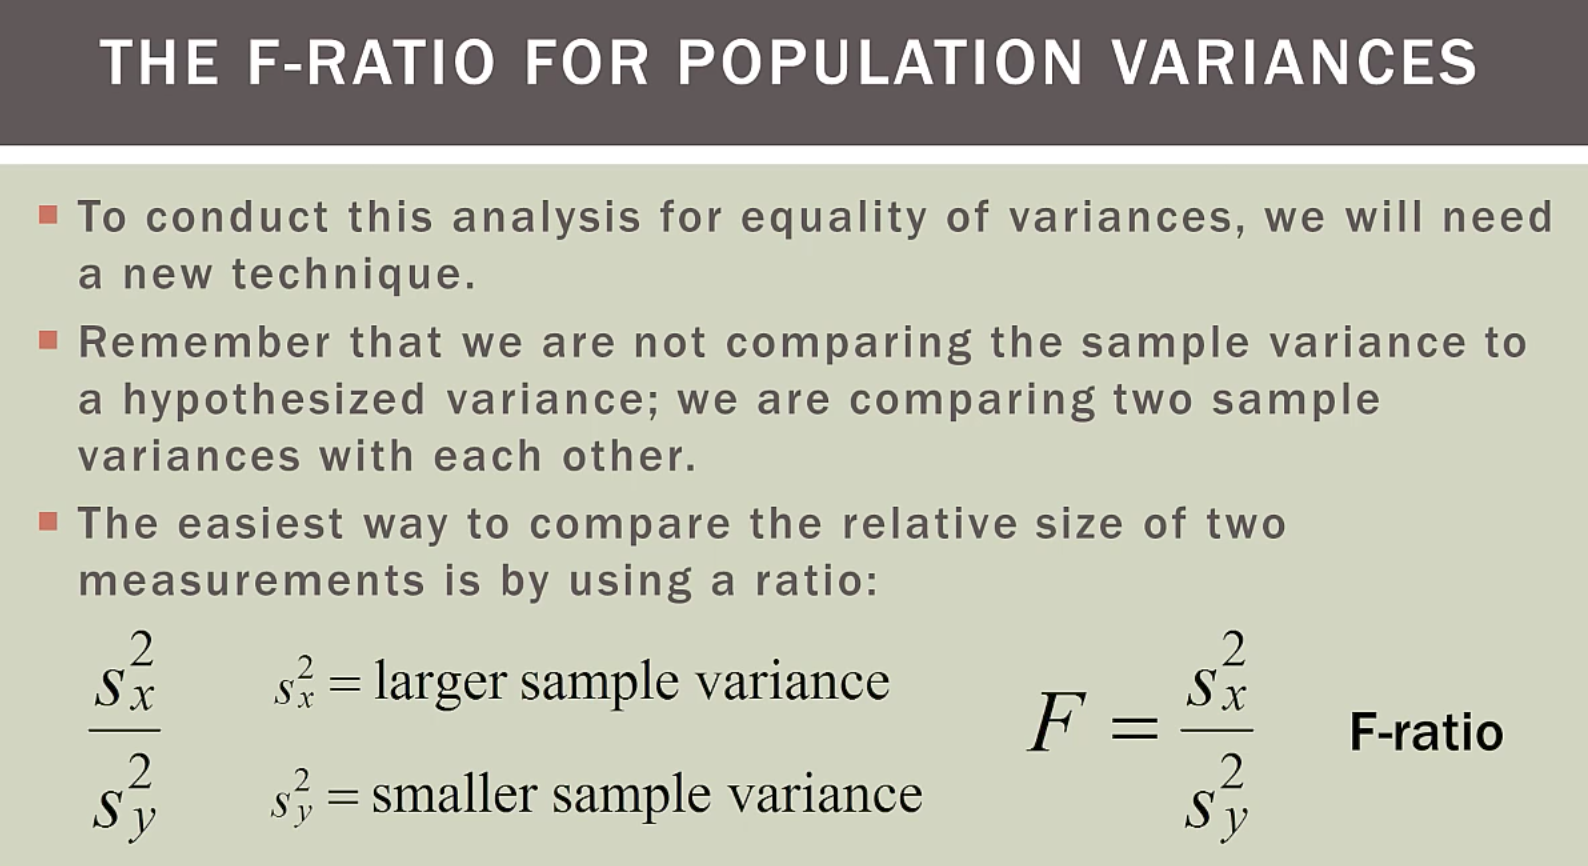 THE F-RATIO FOR POPULATION VARIANCES
To conduct this analysis for equality of variances, we will need
a new technique.
Remember that we are not comparing the sample variance to
a hypothesized variance; we are comparing two sample
variances with each other.
The easiest way to compare the relative size of two
measurements is by using a ratio:
s_x^2 / s_y^2
s_x^2 = larger sample variance
s_y^2 = smaller sample variance
F = s_x^2 / s_y^2
F-ratio